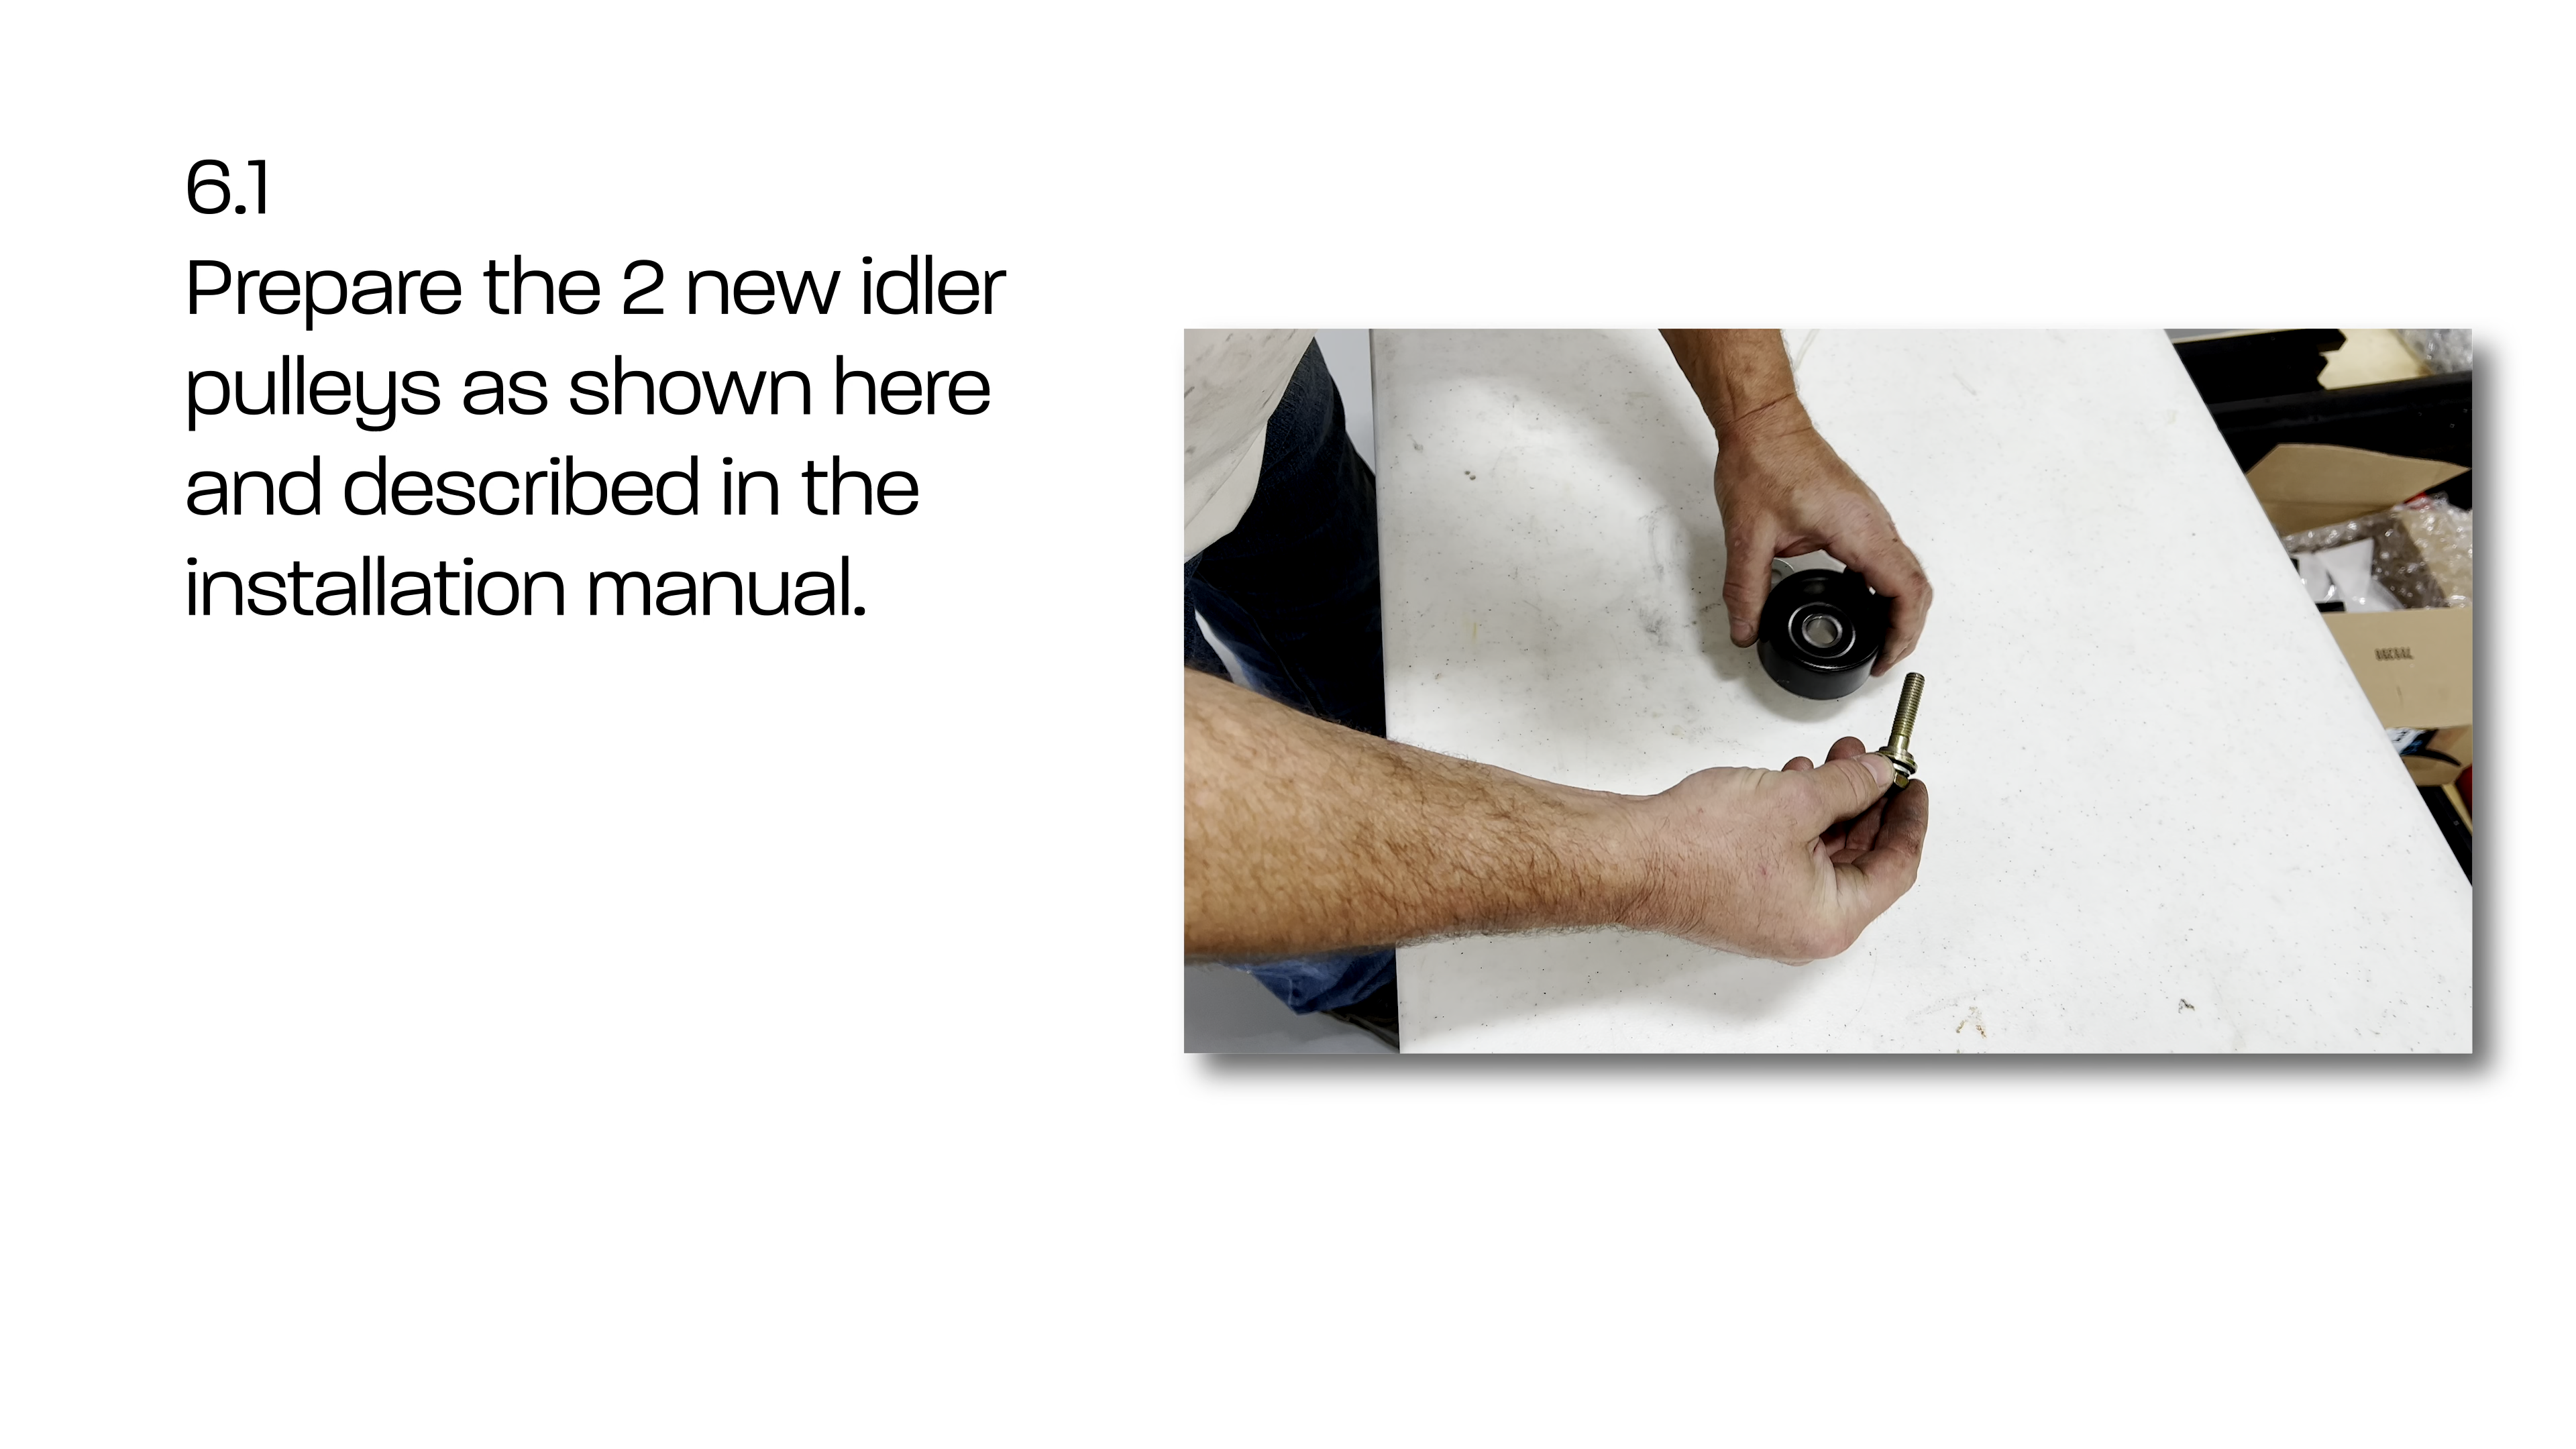 6.1
Prepare the 2 new idler
pulleys as shown here
and described in the
installation manual.